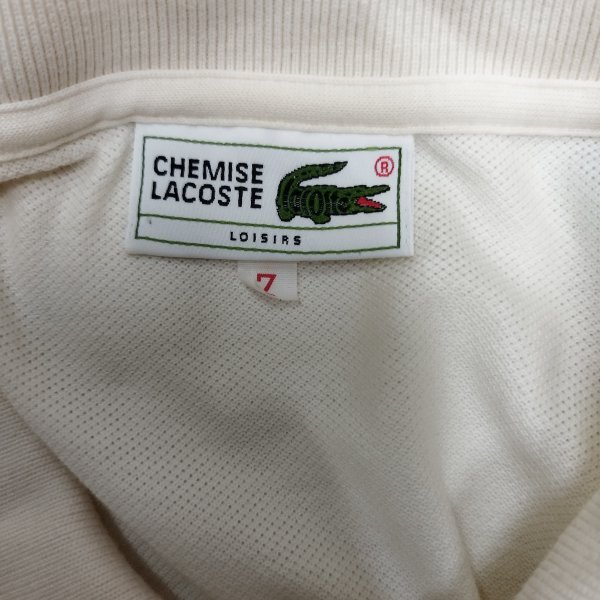 CHEMISE
LACOSTE
®
LOISIRS
7